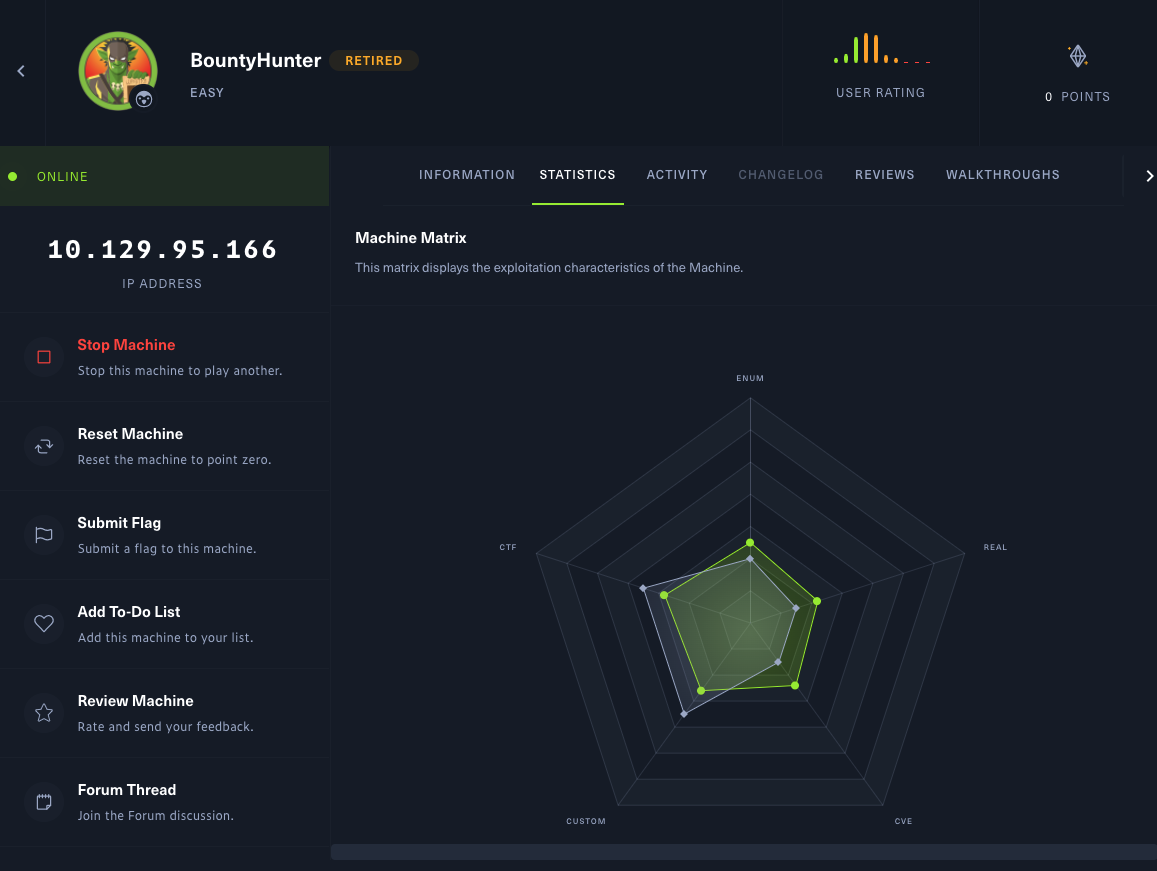 BountyHunter RETIRED
EASY
USER RATING
0 POINTS
ONLINE
10.129.95.166
IP ADDRESS
Stop Machine
Stop this machine to play another.
Reset Machine
Reset the machine to point zero.
Submit Flag
Submit a flag to this machine.
Add To-Do List
Add this machine to your list.
Review Machine
Rate and send your feedback.
Forum Thread
Join the Forum discussion.
INFORMATION STATISTICS ACTIVITY CHANGELOG REVIEWS WALKTHROUGHS
Machine Matrix
This matrix displays the exploitation characteristics of the Machine.
ENUM
CTF
REAL
CUSTOM
CVE